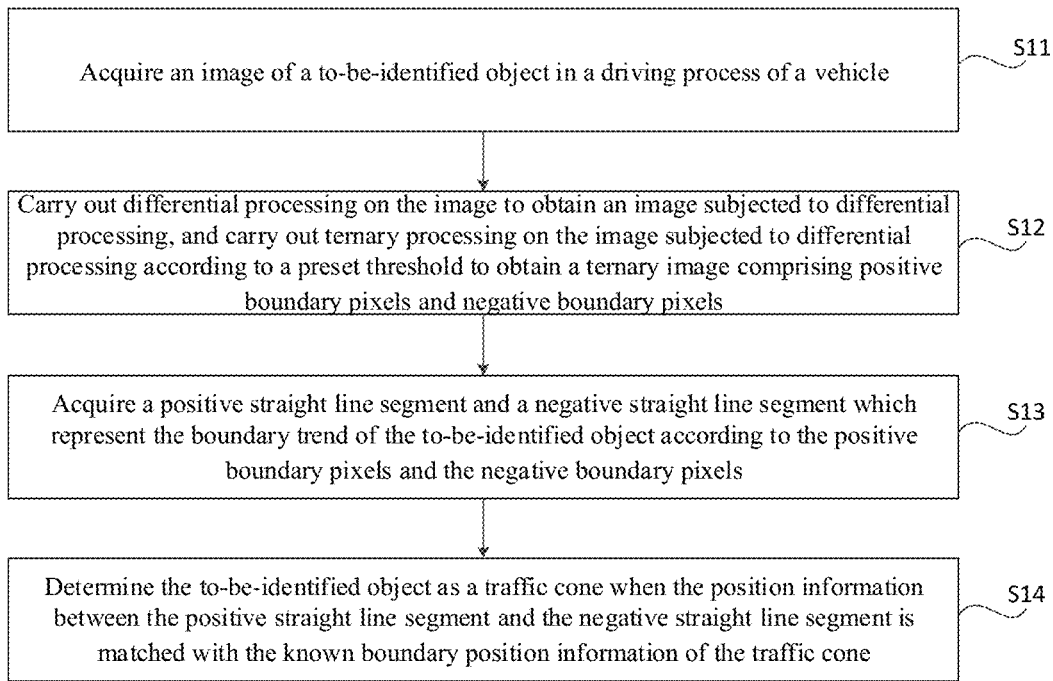 Acquire an image of a to-be-identified object in a driving process of a vehicle
S11
Carry out differential processing on the image to obtain an image subjected to differential
processing, and carry out ternary processing on the image subjected to differential
processing according to a preset threshold to obtain a ternary image comprising positive
boundary pixels and negative boundary pixels
S12
Acquire a positive straight line segment and a negative straight line segment which
represent the boundary trend of the to-be-identified object according to the positive
boundary pixels and the negative boundary pixels
S13
Determine the to-be-identified object as a traffic cone when the position information
between the positive straight line segment and the negative straight line segment is
matched with the known boundary position information of the traffic cone
S14